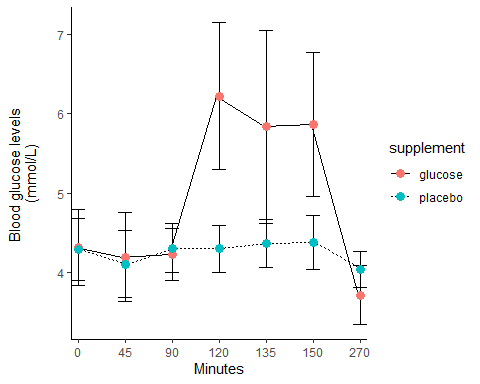 7
6
5
4
Blood glucose levels
(mmol/L)
0 45 90 120 135 150 270
Minutes
supplement
glucose
placebo